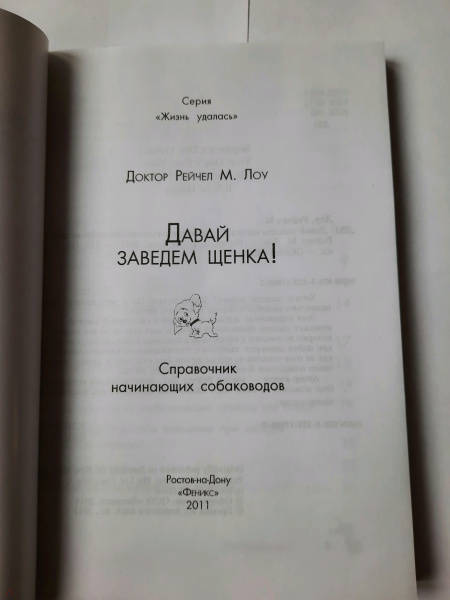 Серия
«Жизнь удалась»
Доктор Рейчел М. Лоу
Давай
заведем щенка!
Справочник
начинающих собаководов
Ростов-на-Дону
«Феникс»
2011